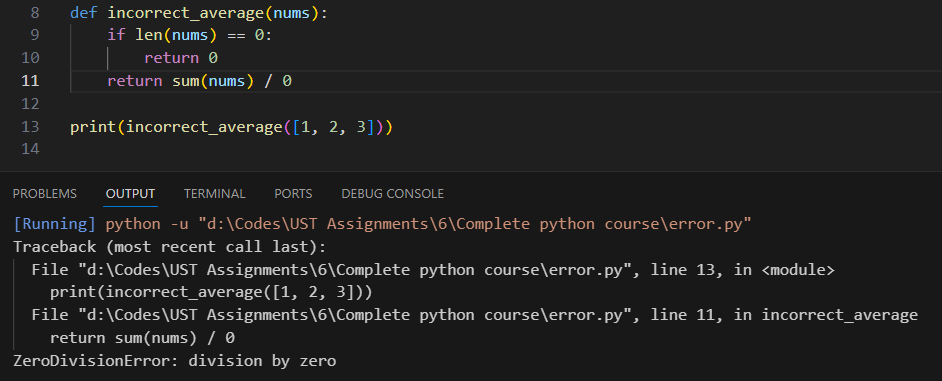 8 def incorrect_average(nums):
9     if len(nums) == 0:
10         return 0
11     return sum(nums) / 0
12
13 print(incorrect_average([1, 2, 3]))
14
PROBLEMS OUTPUT TERMINAL PORTS DEBUG CONSOLE
[Running] python -u "d:\Codes\UST Assignments\6\Complete python course\error.py"
Traceback (most recent call last):
  File "d:\Codes\UST Assignments\6\Complete python course\error.py", line 13, in <module>
    print(incorrect_average([1, 2, 3]))
  File "d:\Codes\UST Assignments\6\Complete python course\error.py", line 11, in incorrect_average
    return sum(nums) / 0
ZeroDivisionError: division by zero